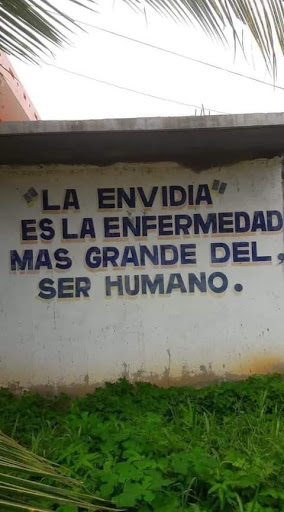 "LA ENVIDIA"
ES LA ENFERMEDAD
MAS GRANDE DEL,
SER HUMANO.